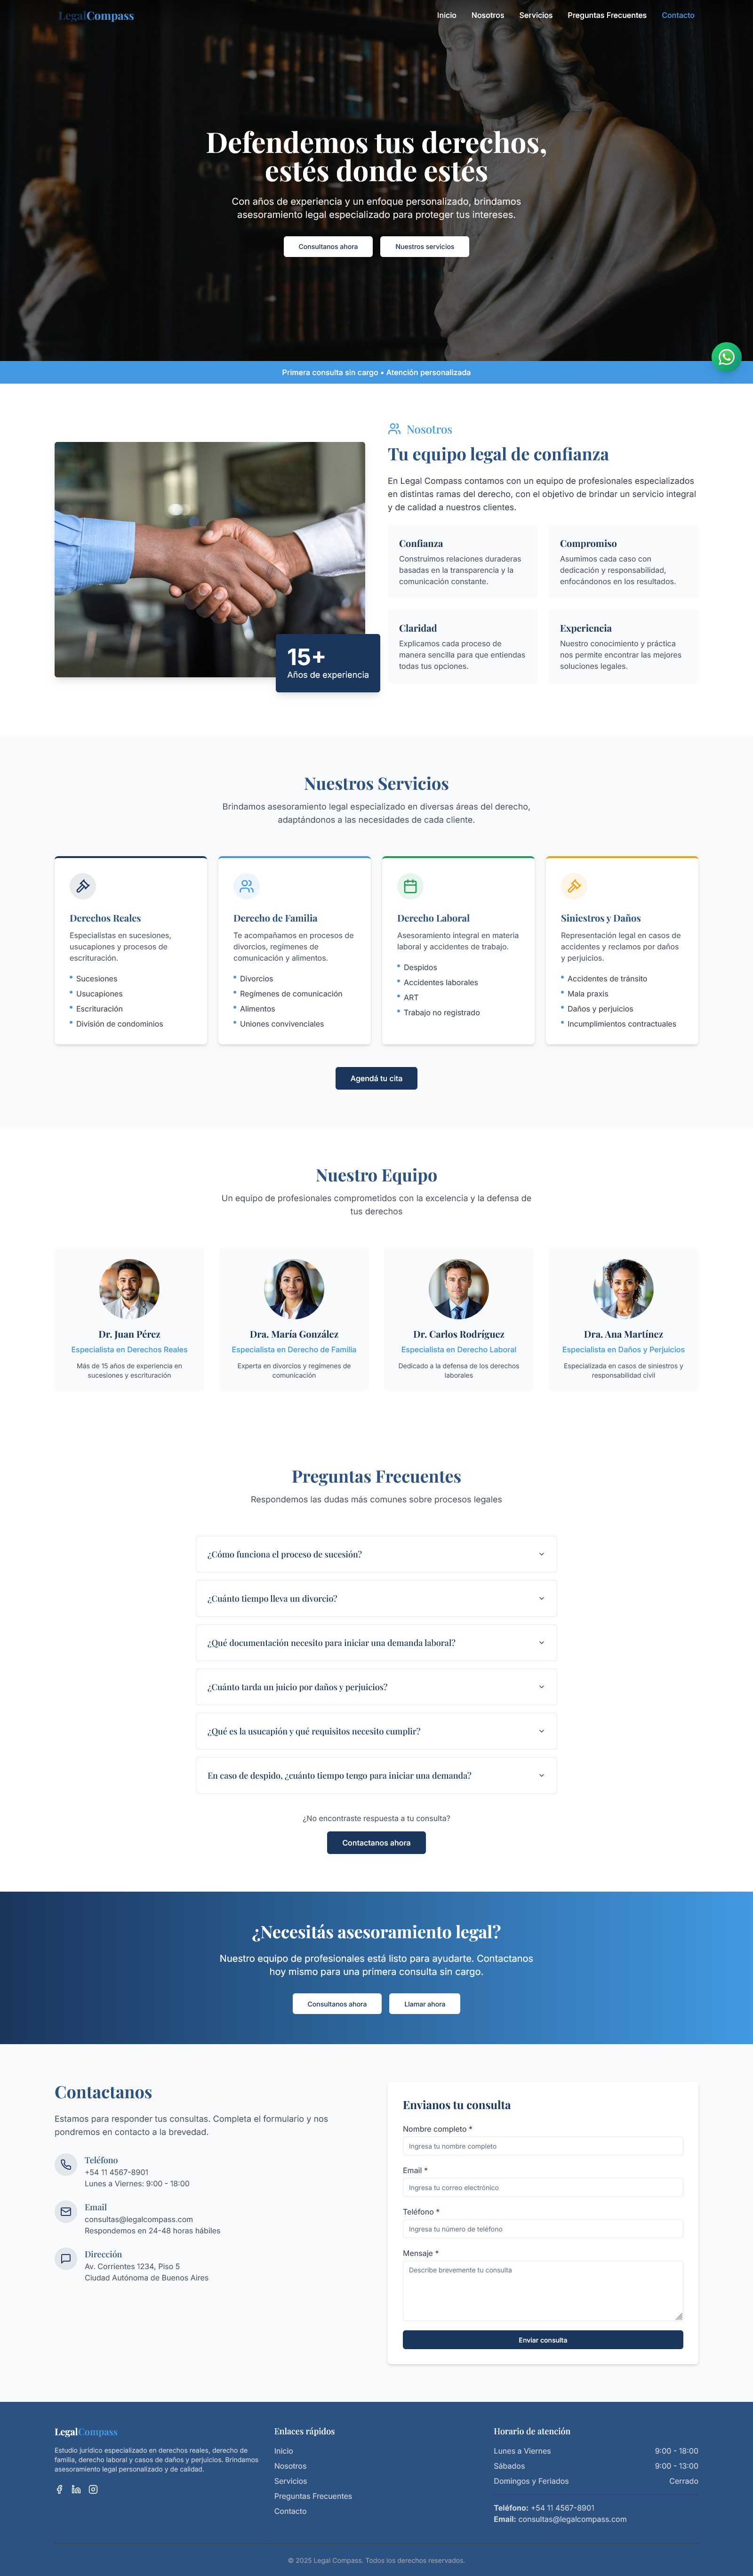 LegalCompass
Inicio
Nosotros
Servicios
Preguntas Frecuentes
Contacto
Defendemos tus derechos,
estés donde estés
Con años de experiencia y un enfoque personalizado, brindamos
asesoramiento legal especializado para proteger tus intereses.
Consultanos ahora
Nuestros servicios
Primera consulta sin cargo • Atención personalizada
Nosotros
Tu equipo legal de confianza
En Legal Compass contamos con un equipo de profesionales especializados
en distintas ramas del derecho, con el objetivo de brindar un servicio integral
y de calidad a nuestros clientes.
Confianza
Construimos relaciones duraderas
basadas en la transparencia y la
comunicación constante.
Compromiso
Asumimos cada caso con
dedicación y responsabilidad,
enfocándonos en los resultados.
Claridad
Explicamos cada proceso de
manera sencilla para que entiendas
todas tus opciones.
Experiencia
Nuestro conocimiento y práctica
nos permite encontrar las mejores
soluciones legales.
15+
Años de experiencia
Nuestros Servicios
Brindamos asesoramiento legal especializado en diversas áreas del derecho,
adaptándonos a las necesidades de cada cliente.
Derechos Reales
Especialistas en sucesiones,
usucapiones y procesos de
escrituración.
• Sucesiones
• Usucapiones
• Escrituración
• División de condominios
Derecho de Familia
Te acompañamos en procesos de
divorcios, regímenes de
comunicación y alimentos.
• Divorcios
• Regímenes de comunicación
• Alimentos
• Uniones convivenciales
Derecho Laboral
Asesoramiento integral en materia
laboral y accidentes de trabajo.
• Despidos
• Accidentes laborales
• ART
• Trabajo no registrado
Siniestros y Daños
Representación legal en casos de
accidentes y reclamos por daños
y perjuicios.
• Accidentes de tránsito
• Mala praxis
• Daños y perjuicios
• Incumplimientos contractuales
Agendá tu cita
Nuestro Equipo
Un equipo de profesionales comprometidos con la excelencia y la defensa de
tus derechos
Dr. Juan Pérez
Especialista en Derechos Reales
Más de 15 años de experiencia en
sucesiones y escrituración
Dra. María González
Especialista en Derecho de Familia
Experta en divorcios y regímenes de
comunicación
Dr. Carlos Rodríguez
Especialista en Derecho Laboral
Dedicado a la defensa de los derechos
laborales
Dra. Ana Martínez
Especialista en Daños y Perjuicios
Especializada en casos de siniestros y
responsabilidad civil
Preguntas Frecuentes
Respondemos las dudas más comunes sobre procesos legales
¿Cómo funciona el proceso de sucesión?
¿Cuánto tiempo lleva un divorcio?
¿Qué documentación necesito para iniciar una demanda laboral?
¿Cuánto tarda un juicio por daños y perjuicios?
¿Qué es la usucapión y qué requisitos necesito cumplir?
En caso de despido, ¿cuánto tiempo tengo para iniciar una demanda?
¿No encontraste respuesta a tu consulta?
Contactanos ahora
¿Necesitás asesoramiento legal?
Nuestro equipo de profesionales está listo para ayudarte. Contactanos
hoy mismo para una primera consulta sin cargo.
Consultanos ahora
Llamar ahora
Contactanos
Estamos para responder tus consultas. Completa el formulario y nos
pondremos en contacto a la brevedad.
Teléfono
+54 11 4567-8901
Lunes a Viernes: 9:00 - 18:00
Email
consultas@legalcompass.com
Respondemos en 24-48 horas hábiles
Dirección
Av. Corrientes 1234, Piso 5
Ciudad Autónoma de Buenos Aires
Envianos tu consulta
Nombre completo *
Ingresa tu nombre completo
Email *
Ingresa tu correo electrónico
Teléfono *
Ingresa tu número de teléfono
Mensaje *
Describe brevemente tu consulta
Enviar consulta
LegalCompass
Estudio jurídico especializado en derechos reales, derecho de
familia, derecho laboral y casos de daños y perjuicios. Brindamos
asesoramiento legal personalizado y de calidad.
Enlaces rápidos
Inicio
Nosotros
Servicios
Preguntas Frecuentes
Contacto
Horario de atención
Lunes a Viernes 9:00 - 18:00
Sábados 9:00 - 13:00
Domingos y Feriados Cerrado
Teléfono: +54 11 4567-8901
Email: consultas@legalcompass.com
© 2025 Legal Compass. Todos los derechos reservados.